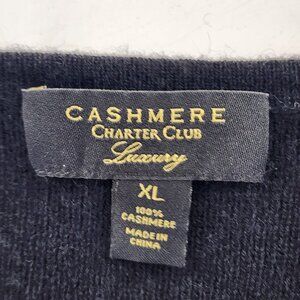 CASHMERE
CHARTER CLUB
Luxury
XL
100%
CASHMERE
MADE IN
CHINA